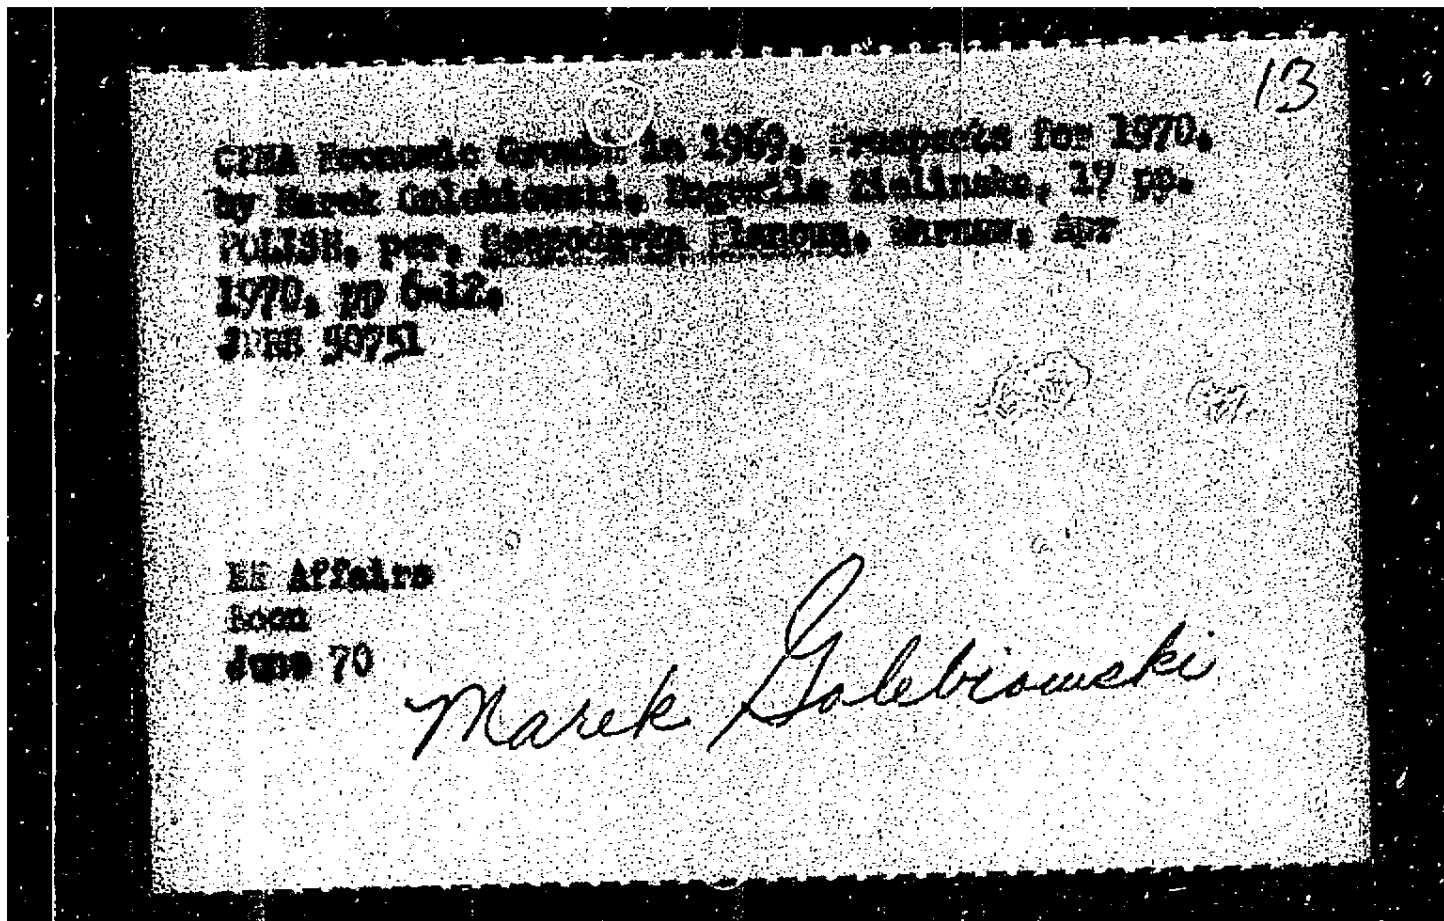 13
CEMA Economic Growth in 1969, Prospects for 1970,
by Marek Golebiowski, Bogumila Zielinska, 17 pp.
POLISH, per, Gospodarka Planowa, Warsaw, Apr
1970, pp 6-12.
JPRS 50751
EE Affairs
Econ
June 70
Marek Golebiowski